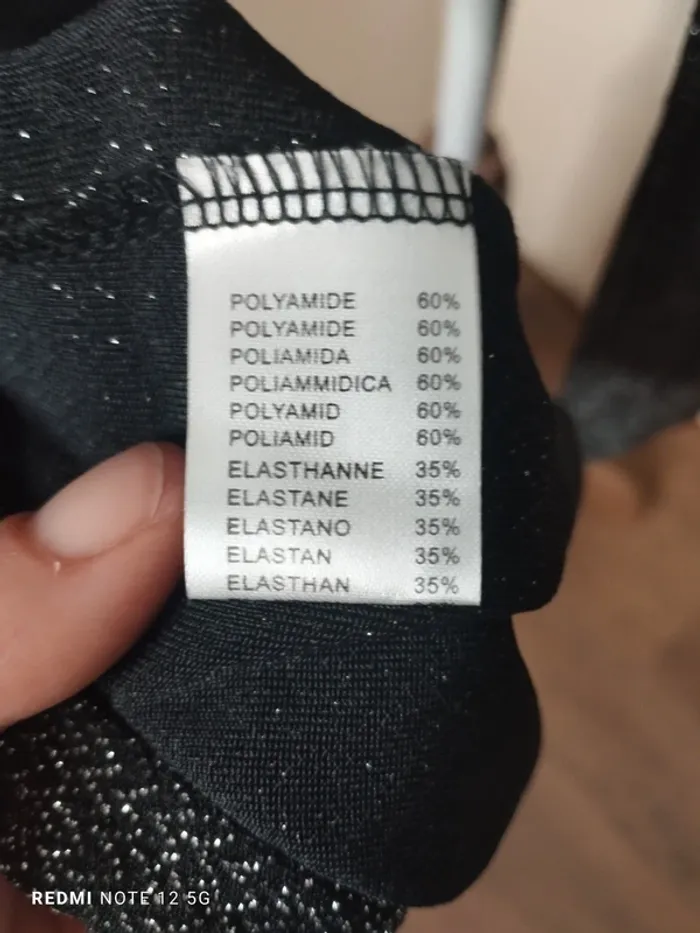 POLYAMIDE 60%
POLYAMIDE 60%
POLIAMIDA 60%
POLIAMMIDICA 60%
POLYAMID 60%
POLIAMID 60%
ELASTHANNE 35%
ELASTANE 35%
ELASTANO 35%
ELASTAN 35%
ELASTHAN 35%
REDMI NOTE 12 5G